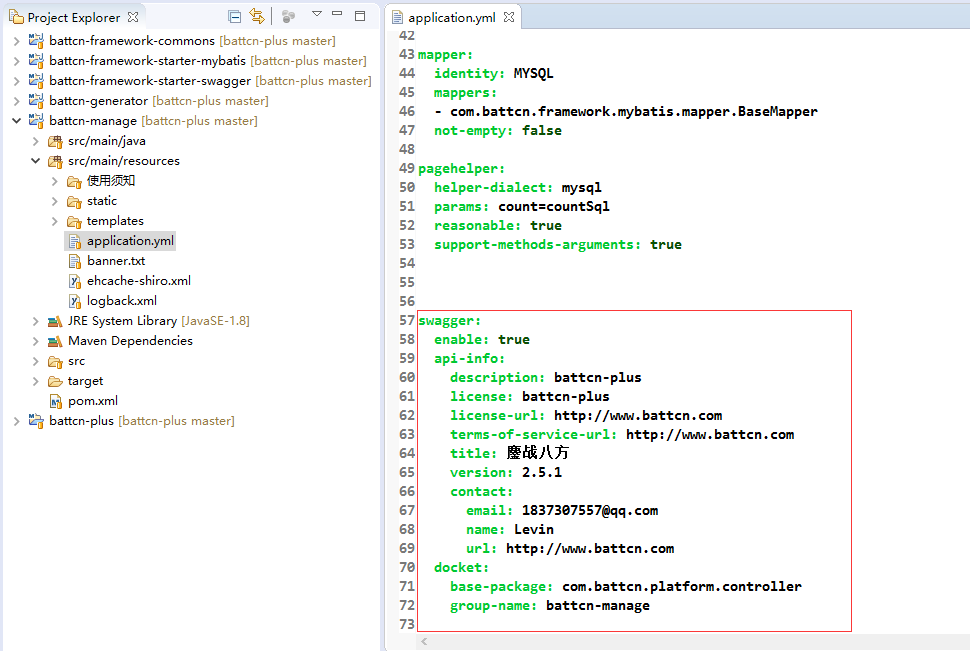 Project Explorer
battcn-framework-commons [battcn-plus master]
battcn-framework-starter-mybatis [battcn-plus master]
battcn-framework-starter-swagger [battcn-plus master]
battcn-generator [battcn-plus master]
battcn-manage [battcn-plus master]
src/main/java
src/main/resources
使用须知
static
templates
application.yml
banner.txt
ehcache-shiro.xml
logback.xml
JRE System Library [JavaSE-1.8]
Maven Dependencies
src
target
pom.xml
battcn-plus [battcn-plus master]
application.yml
42
43 mapper:
44   identity: MYSQL
45   mappers:
46   - com.battcn.framework.mybatis.mapper.BaseMapper
47   not-empty: false
48
49 pagehelper:
50   helper-dialect: mysql
51   params: count=countSql
52   reasonable: true
53   support-methods-arguments: true
54
55
56
57 swagger:
58   enable: true
59   api-info:
60     description: battcn-plus
61     license: battcn-plus
62     license-url: http://www.battcn.com
63     terms-of-service-url: http://www.battcn.com
64     title: 鏖战八方
65     version: 2.5.1
66     contact:
67       email: 1837307557@qq.com
68       name: Levin
69       url: http://www.battcn.com
70   docket:
71     base-package: com.battcn.platform.controller
72     group-name: battcn-manage
73